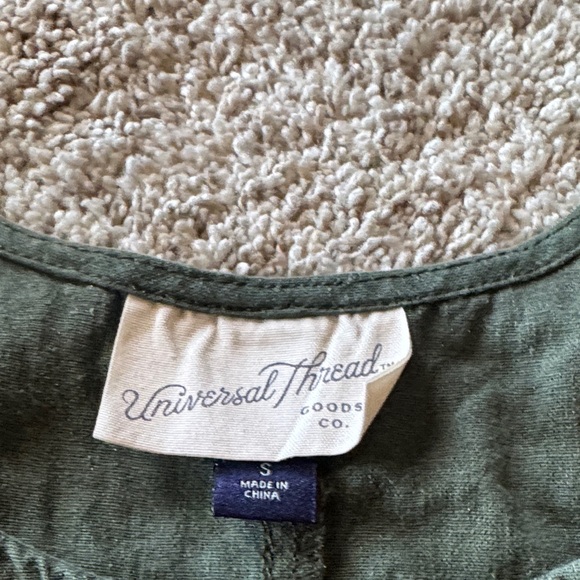 Universal Thread™
GOODS
CO.
S
MADE IN
CHINA